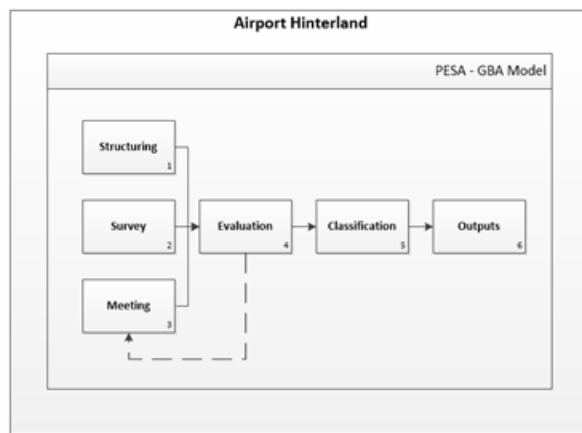 Airport Hinterland
PESA - GBA Model
Structuring
1
Survey
2
Meeting
3
Evaluation
4
Classification
5
Outputs
6